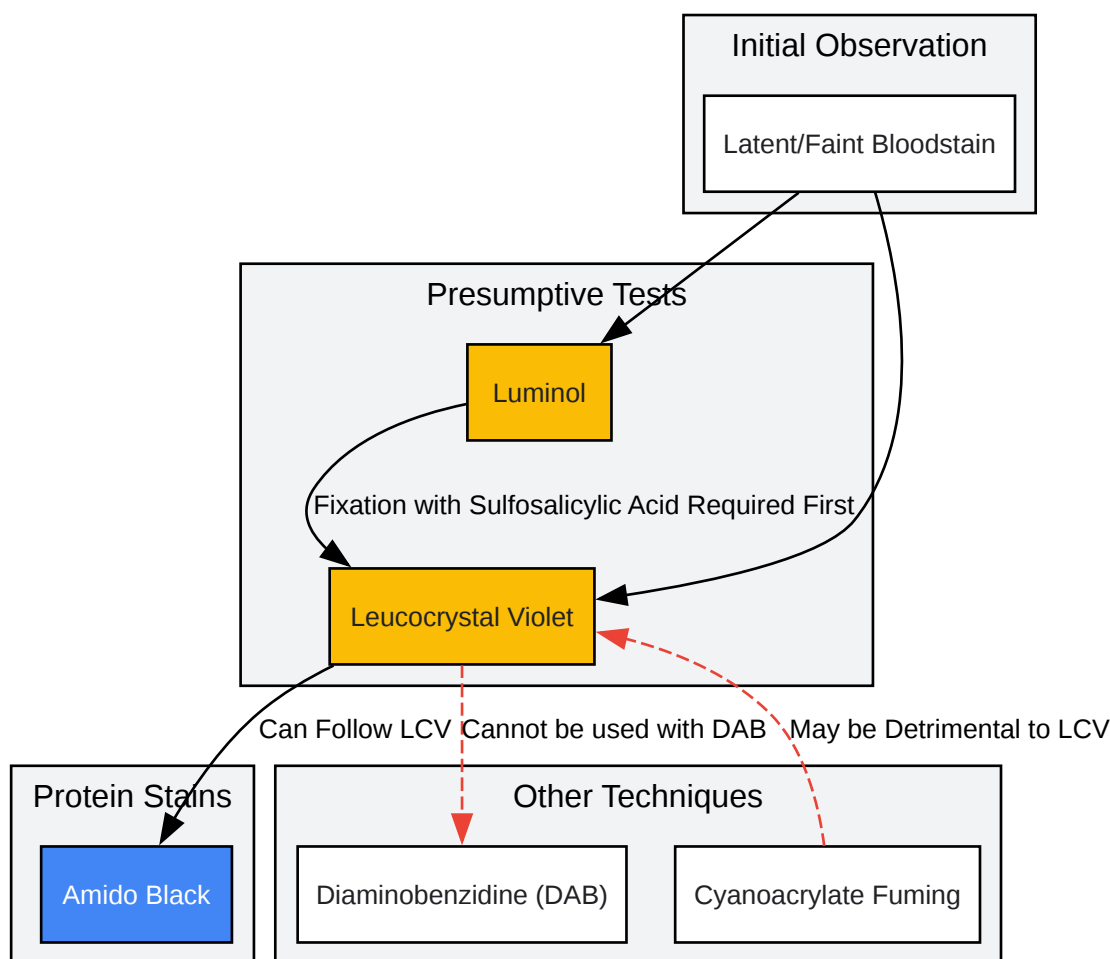 Initial Observation
Latent/Faint Bloodstain
Presumptive Tests
Luminol
Fixation with Sulfosalicylic Acid Required First
Leucocrystal Violet
Can Follow LCV
Cannot be used with DAB
May be Detrimental to LCV
Protein Stains
Other Techniques
Amido Black
Diaminobenzidine (DAB)
Cyanoacrylate Fuming